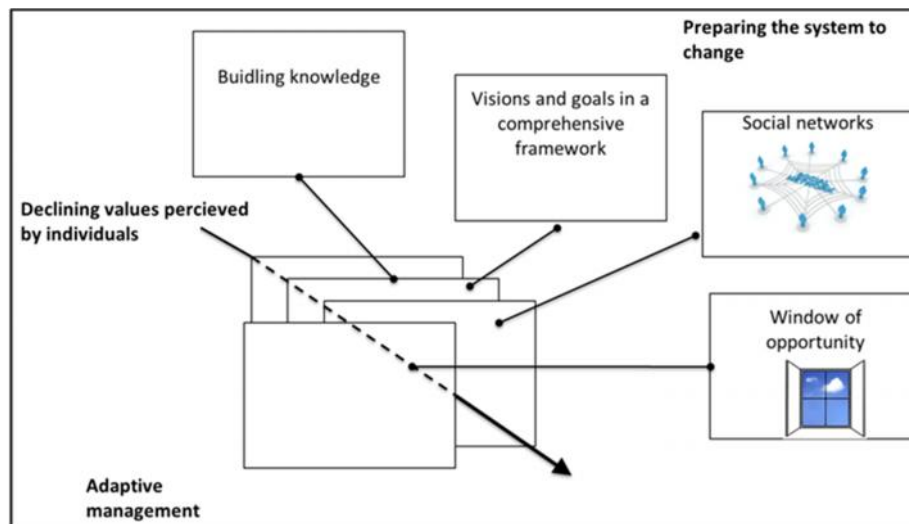 Preparing the system to
change
Buidling knowledge
Visions and goals in a
comprehensive
framework
Social networks
Declining values percieved
by individuals
Window of
opportunity
Adaptive
management